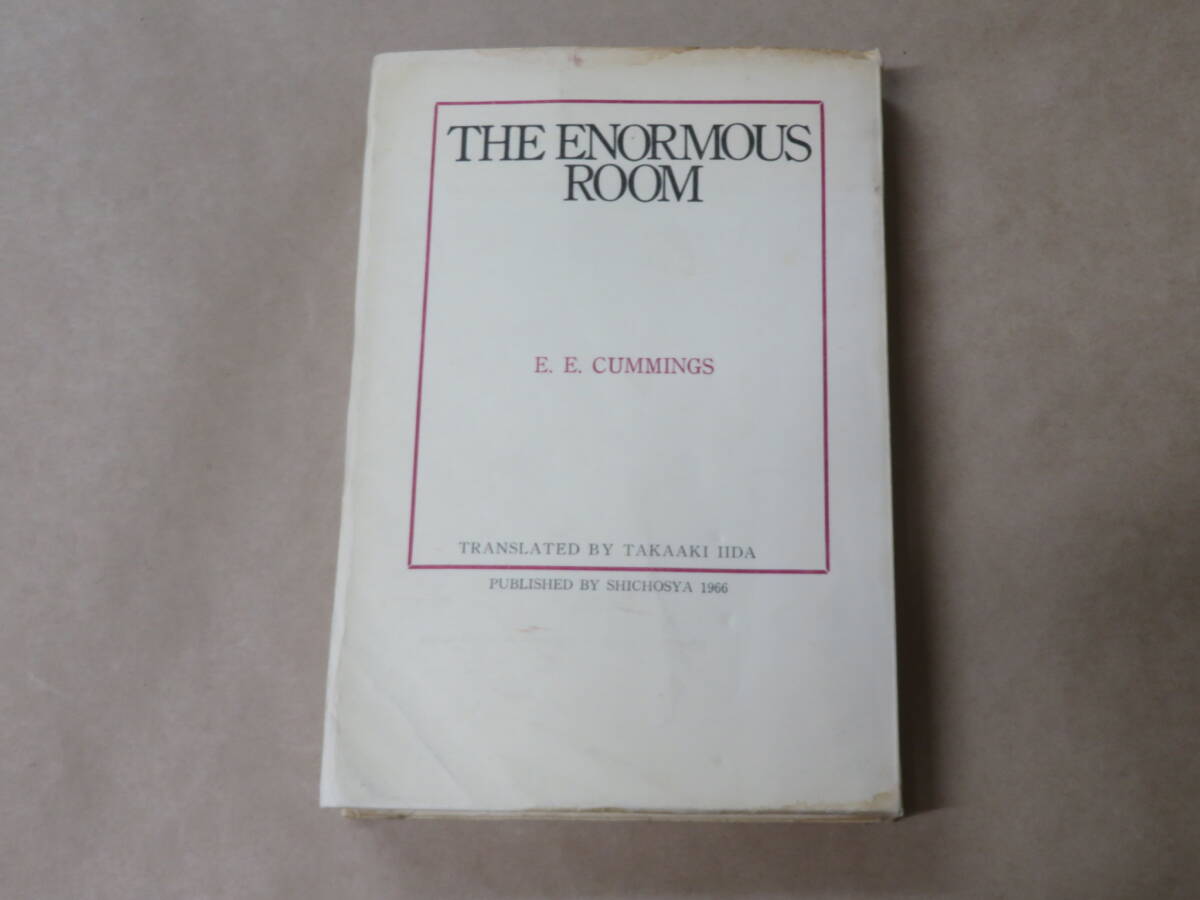 THE ENORMOUS
ROOM
E. E. CUMMINGS
TRANSLATED BY TAKAAKI IIDA
PUBLISHED BY SHICHOSYA 1966